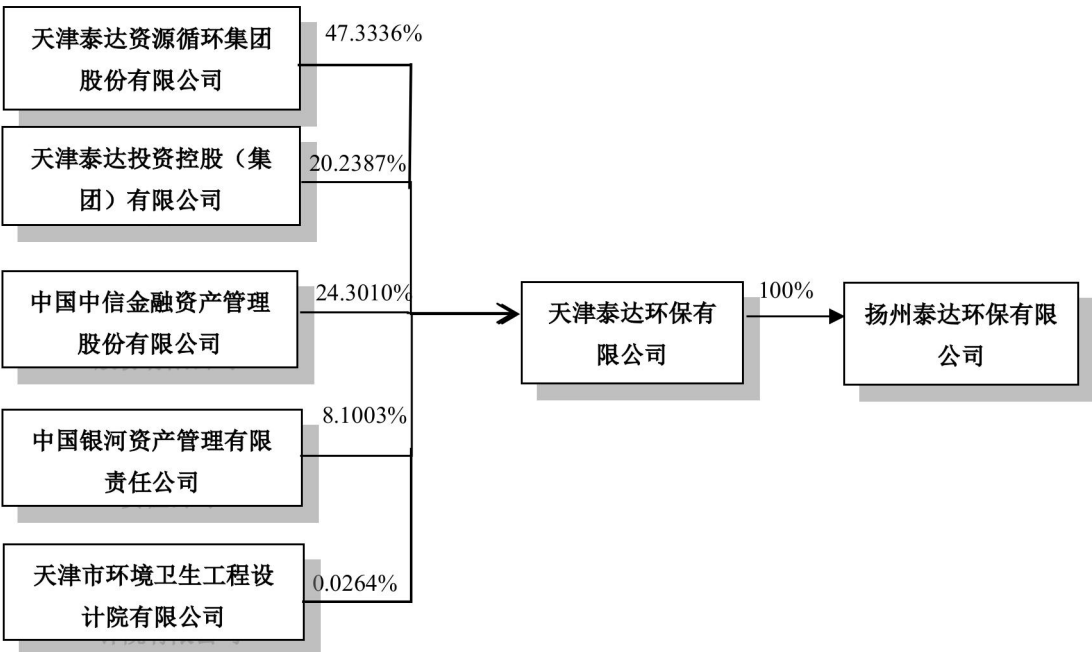 天津泰达资源循环集团
股份有限公司
47.3336%
天津泰达投资控股（集
团）有限公司
20.2387%
中国中信金融资产管理
股份有限公司
24.3010%
中国银河资产管理有限
责任公司
8.1003%
天津市环境卫生工程设
计院有限公司
0.0264%
天津泰达环保有
限公司
100%
扬州泰达环保有限
公司